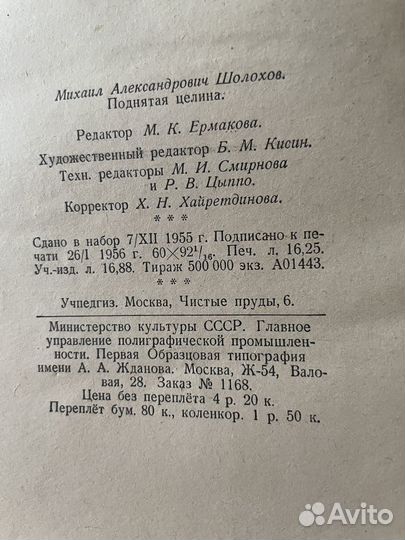 Михаил Александрович Шолохов.
Поднятая целина.
Редактор М. К. Ермакова.
Художественный редактор Б. М. Кисин.
Техн. редакторы М. И. Смирнова
и Р. В. Цыппо.
Корректор Х. Н. Хайретдинова.
* * *
Сдано в набор 7/XII 1955 г. Подписано к пе-
чати 26/I 1956 г. 60×92¹/₁₆. Печ. л. 16,25.
Уч.-изд. л. 16,88. Тираж 500 000 экз. А01443.
* * *
Учпедгиз. Москва, Чистые пруды, 6.
Министерство культуры СССР. Главное
управление полиграфической промышлен-
ности. Первая Образцовая типография
имени А. А. Жданова. Москва, Ж-54, Вало-
вая, 28. Заказ № 1168.
Цена без переплёта 4 р. 20 к.
Переплёт бум. 80 к., коленкор. 1 р. 50 к.
Avito